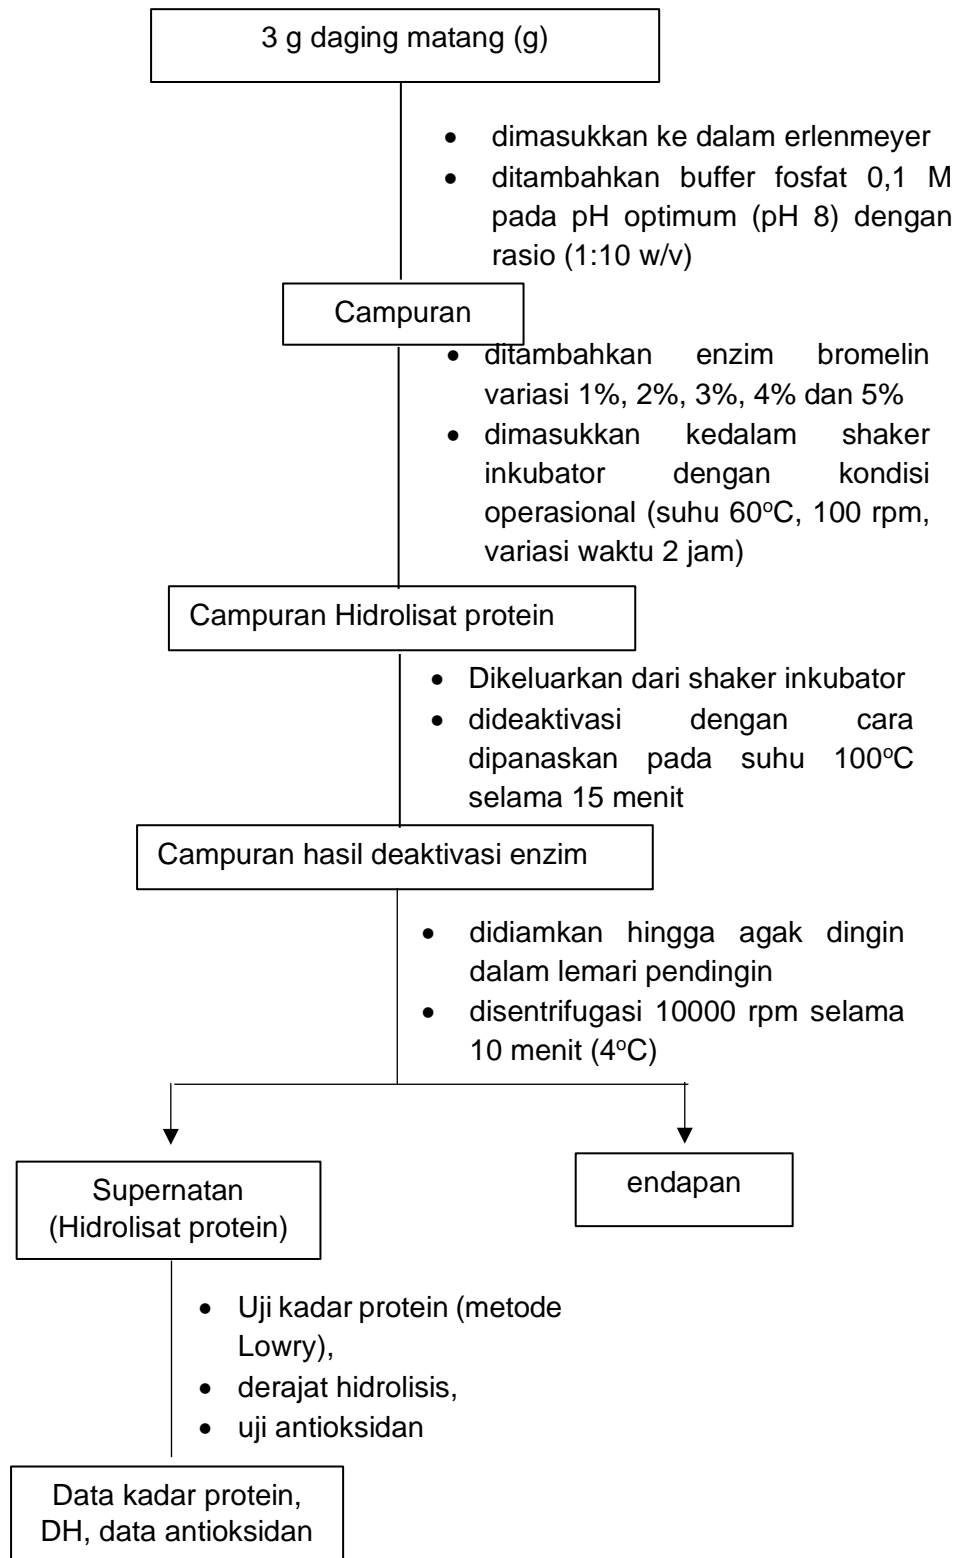 3 g daging matang (g)
• dimasukkan ke dalam erlenmeyer
• ditambahkan buffer fosfat 0,1 M
pada pH optimum (pH 8) dengan
rasio (1:10 w/v)
Campuran
• ditambahkan enzim bromelin
variasi 1%, 2%, 3%, 4% dan 5%
• dimasukkan kedalam shaker
inkubator dengan kondisi
operasional (suhu 60°C, 100 rpm,
variasi waktu 2 jam)
Campuran Hidrolisat protein
• Dikeluarkan dari shaker inkubator
• dideaktivasi dengan cara
dipanaskan pada suhu 100°C
selama 15 menit
Campuran hasil deaktivasi enzim
• didiamkan hingga agak dingin
dalam lemari pendingin
• disentrifugasi 10000 rpm selama
10 menit (4°C)
Supernatan
(Hidrolisat protein)
endapan
• Uji kadar protein (metode
Lowry),
• derajat hidrolisis,
• uji antioksidan
Data kadar protein,
DH, data antioksidan